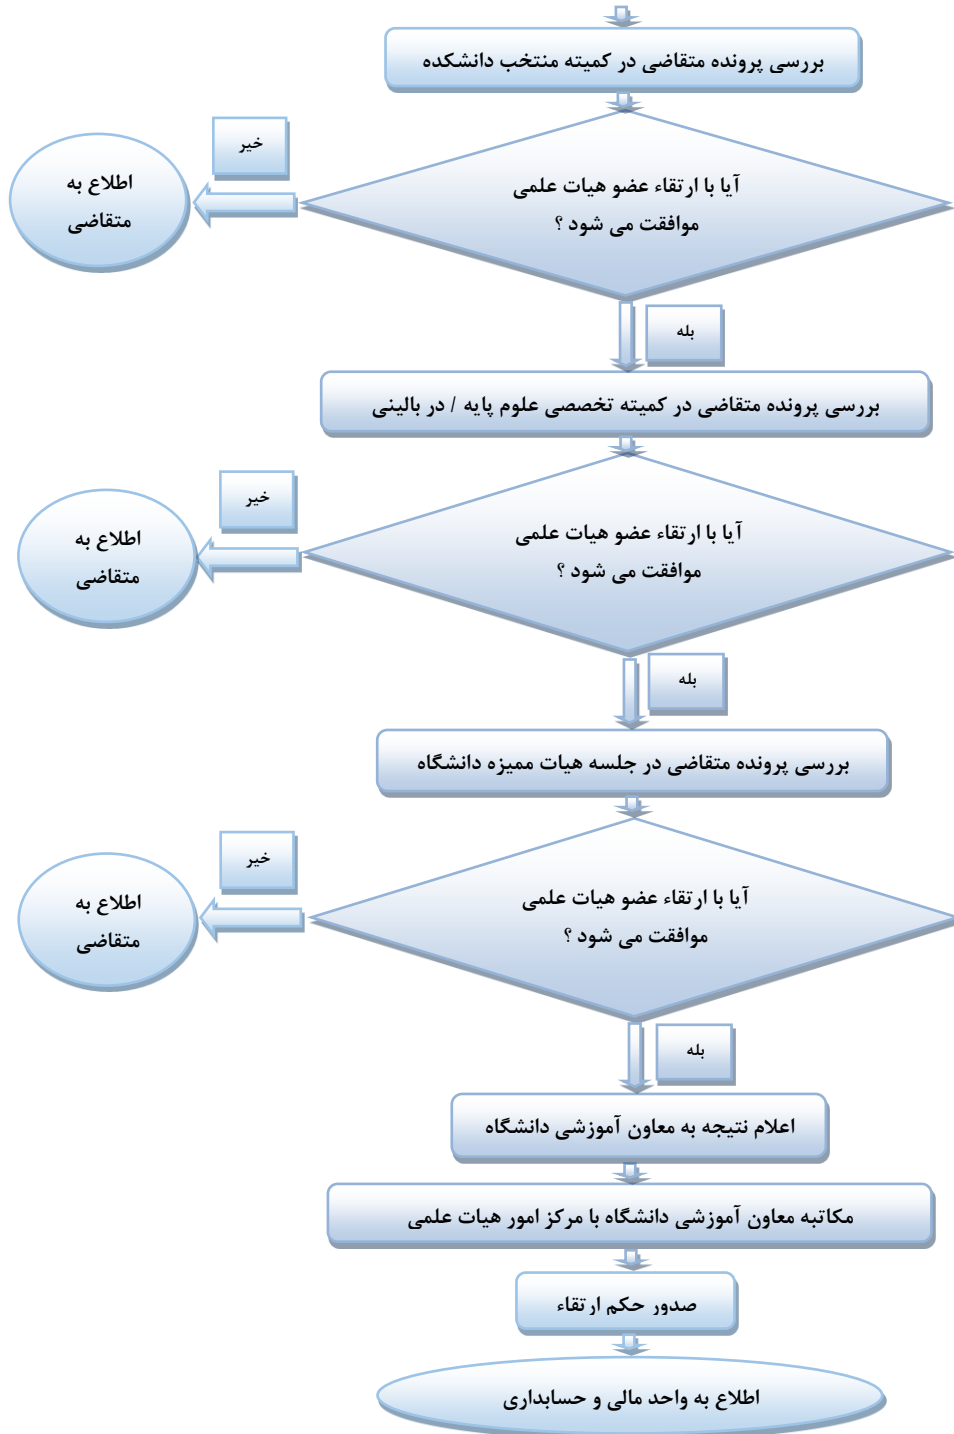 بررسی پرونده متقاضی در کمیته منتخب دانشکده
خیر
آیا با ارتقاء عضو هیات علمی
موافقت می شود ؟
اطلاع به
متقاضی
بله
بررسی پرونده متقاضی در کمیته تخصصی علوم پایه / در بالینی
خیر
آیا با ارتقاء عضو هیات علمی
موافقت می شود ؟
اطلاع به
متقاضی
بله
بررسی پرونده متقاضی در جلسه هیات ممیزه دانشگاه
خیر
آیا با ارتقاء عضو هیات علمی
موافقت می شود ؟
اطلاع به
متقاضی
بله
اعلام نتیجه به معاون آموزشی دانشگاه
مکاتبه معاون آموزشی دانشگاه با مرکز امور هیات علمی
صدور حکم ارتقاء
اطلاع به واحد مالی و حسابداری